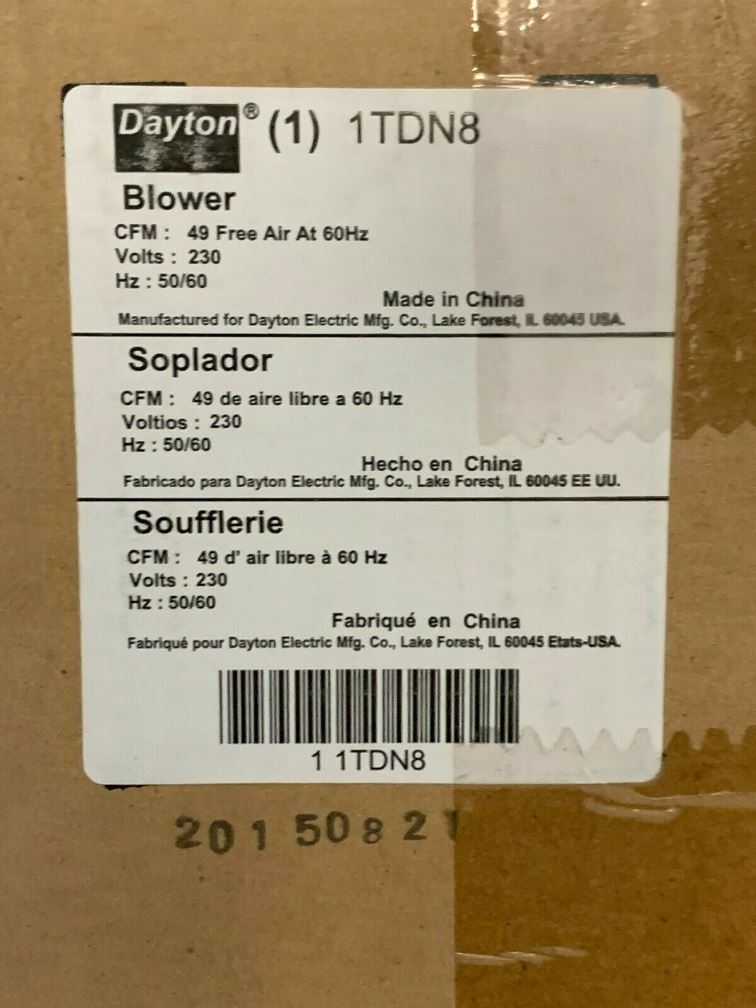 Dayton® (1) 1TDN8
Blower
CFM : 49 Free Air At 60Hz
Volts : 230
Hz : 50/60
Made in China
Manufactured for Dayton Electric Mfg. Co., Lake Forest, IL 60045 USA.
Soplador
CFM : 49 de aire libre a 60 Hz
Voltios : 230
Hz : 50/60
Hecho en China
Fabricado para Dayton Electric Mfg. Co., Lake Forest, IL 60045 EE UU.
Soufflerie
CFM : 49 d' air libre à 60 Hz
Volts : 230
Hz : 50/60
Fabriqué en China
Fabriqué pour Dayton Electric Mfg. Co., Lake Forest, IL 60045 Etats-USA.
1 1TDN8
20150821